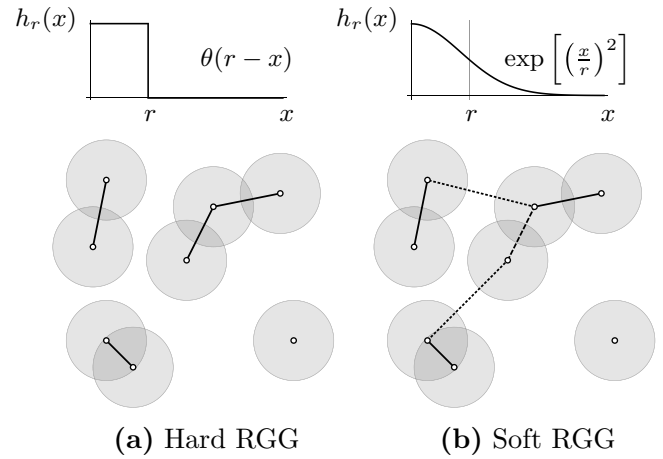 h_r(x)
θ(r − x)
r
x
h_r(x)
exp[(x/r)^2]
r
x
(a) Hard RGG
(b) Soft RGG